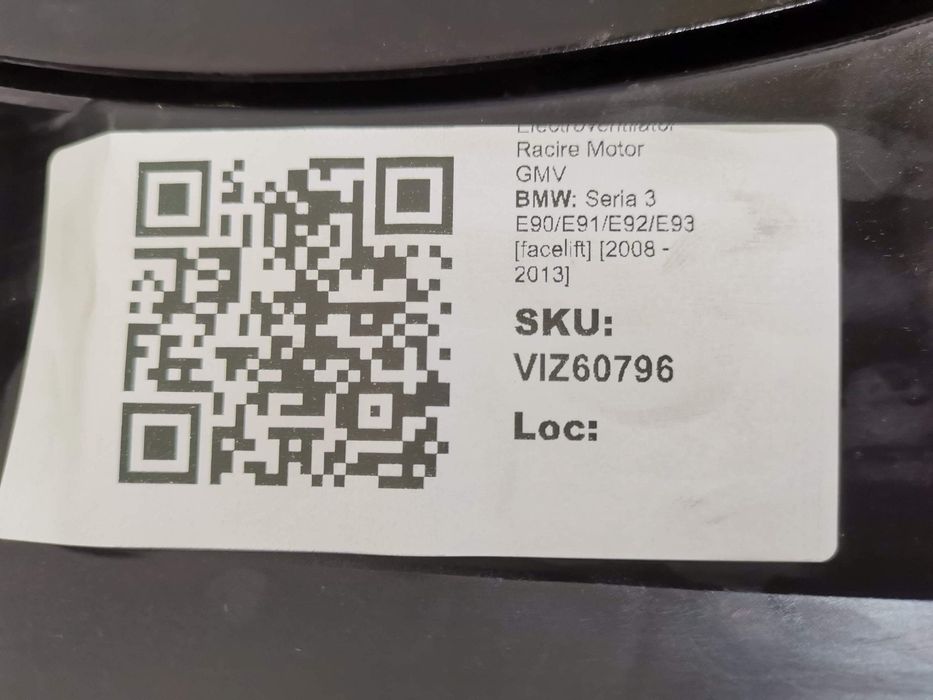 Electroventilator
Racire Motor
GMV
BMW: Seria 3
E90/E91/E92/E93
[facelift] [2008 -
2013]
SKU:
VIZ60796
Loc: